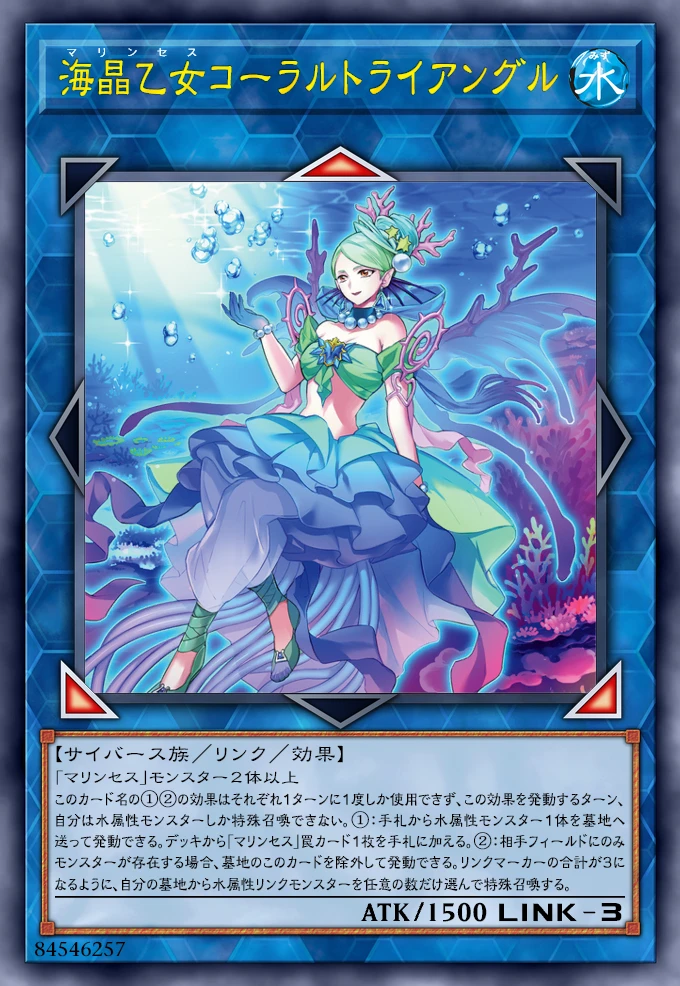 マリンセス
海晶乙女コーラルトライアングル
みず
水
【サイバース族／リンク／効果】
「マリンセス」モンスター２体以上
このカード名の①②の効果はそれぞれ1ターンに1度しか使用できず、この効果を発動するターン、
自分は水属性モンスターしか特殊召喚できない。①：手札から水属性モンスター1体を墓地へ
送って発動できる。デッキから「マリンセス」罠カード1枚を手札に加える。②：相手フィールドにのみ
モンスターが存在する場合、墓地のこのカードを除外して発動できる。リンクマーカーの合計が3に
なるように、自分の墓地から水属性リンクモンスターを任意の数だけ選んで特殊召喚する。
ATK/1500 LINK-3
84546257